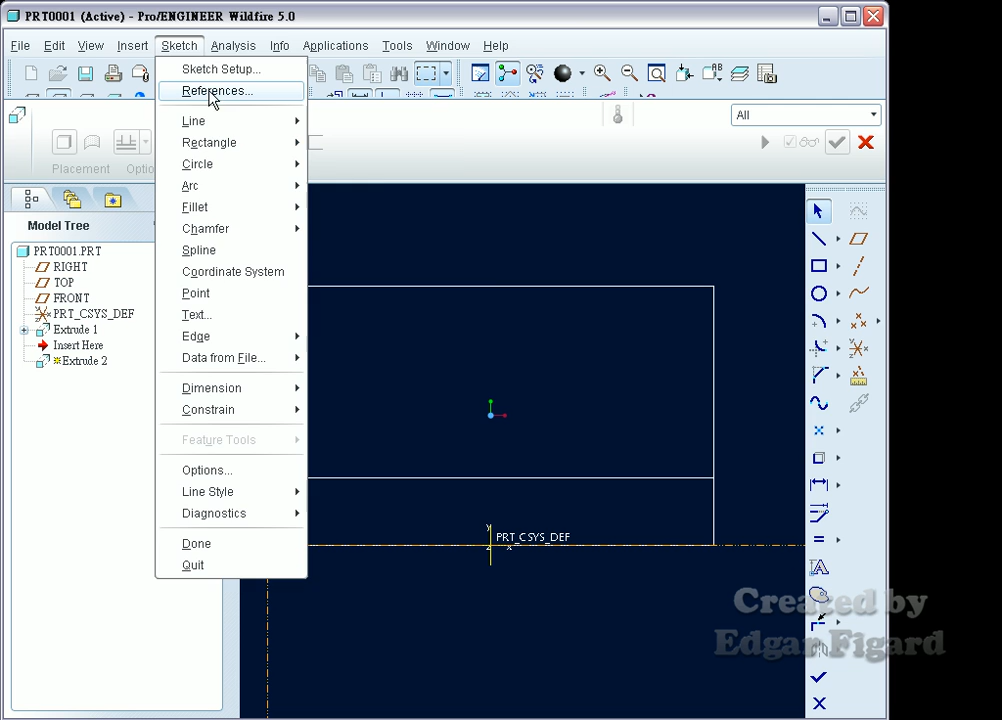 PRT0001 (Active) - Pro/ENGINEER Wildfire 5.0
File Edit View Insert Sketch Analysis Info Applications Tools Window Help
Sketch Setup...
References...
Line
Rectangle
Circle
Arc
Fillet
Chamfer
Spline
Coordinate System
Point
Text...
Edge
Data from File...
Dimension
Constrain
Feature Tools
Options...
Line Style
Diagnostics
Done
Quit
All
Placement Optio
Model Tree
PRT0001.PRT
RIGHT
TOP
FRONT
PRT_CSYS_DEF
Extrude 1
Insert Here
Extrude 2
y
PRT_CSYS_DEF
z x
Created by
Edgar Figard